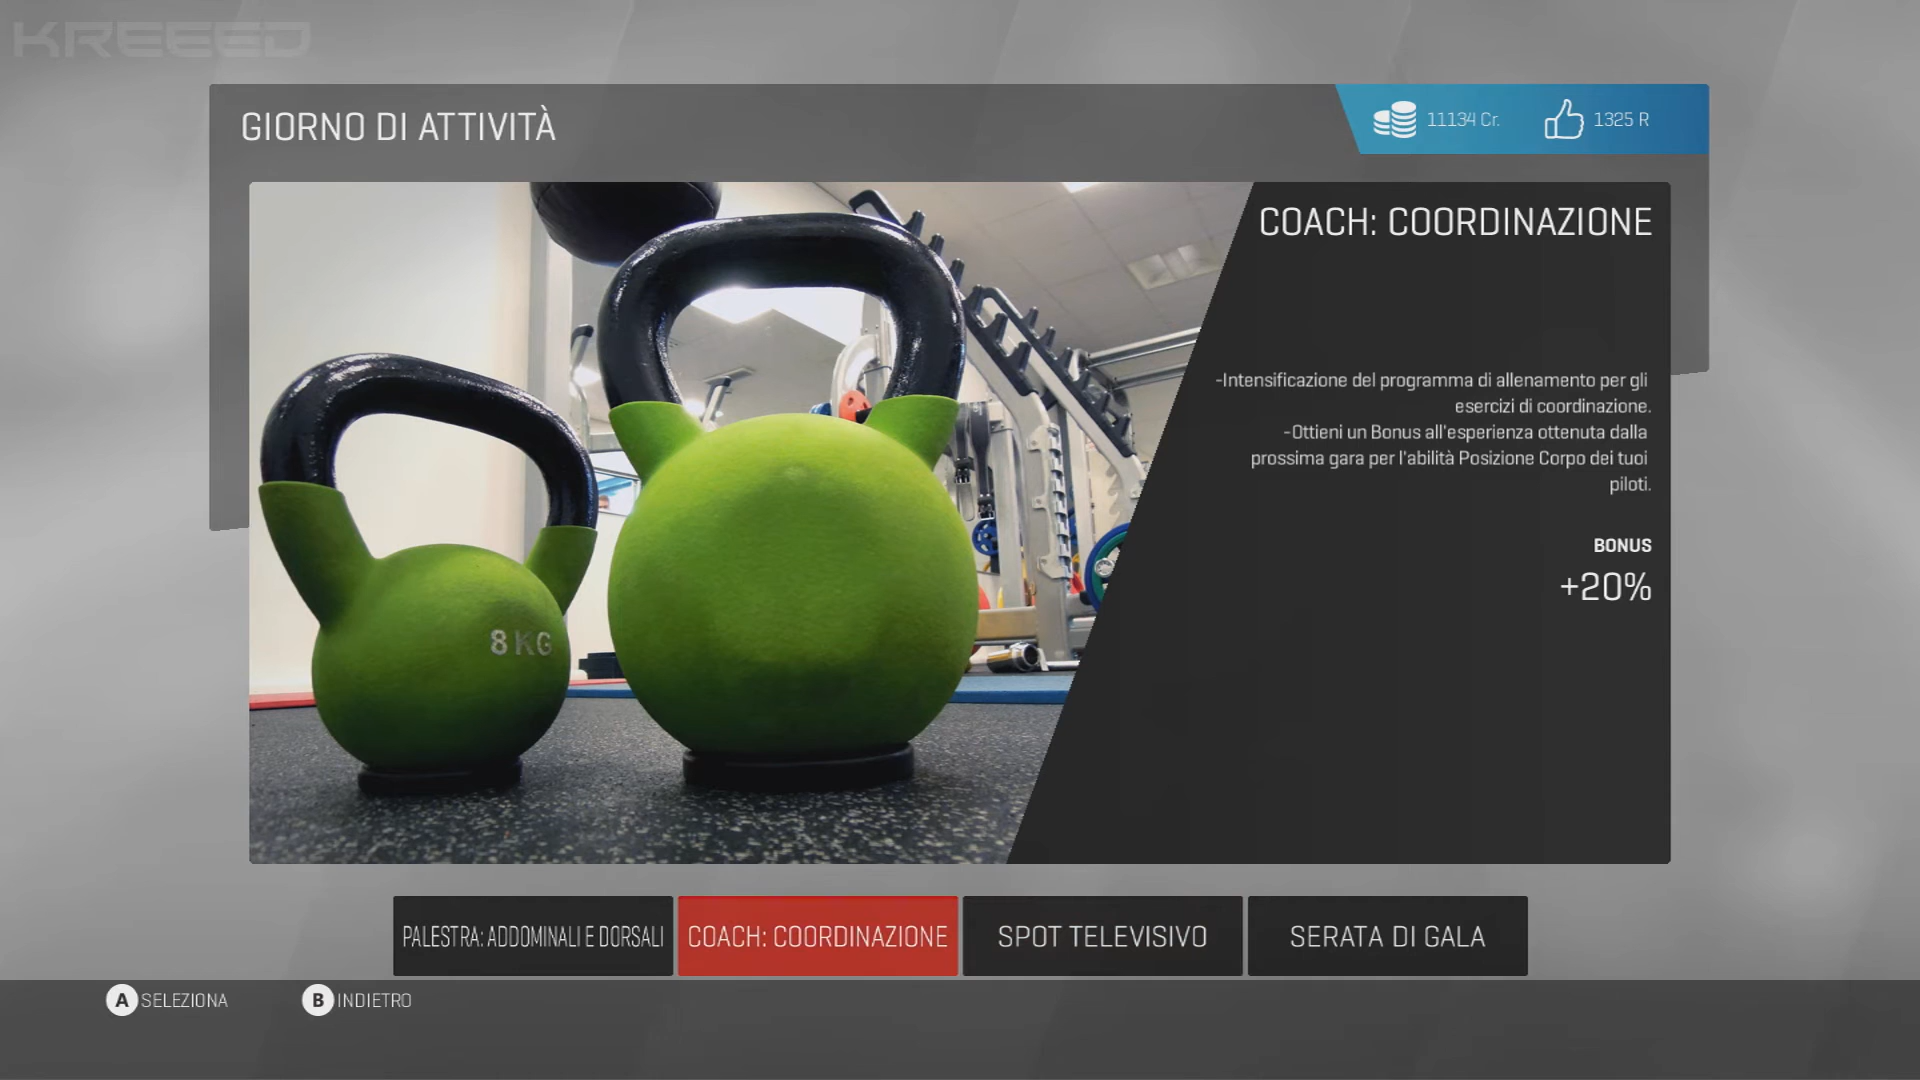 KREEED
GIORNO DI ATTIVITÀ
11134 Cr.
1325 R
COACH: COORDINAZIONE
-Intensificazione del programma di allenamento per gli
esercizi di coordinazione.
-Ottieni un Bonus all'esperienza ottenuta dalla
prossima gara per l'abilità Posizione Corpo dei tuoi
piloti.
BONUS
+20%
8 KG
PALESTRA: ADDOMINALI E DORSALI
COACH: COORDINAZIONE
SPOT TELEVISIVO
SERATA DI GALA
A SELEZIONA
B INDIETRO